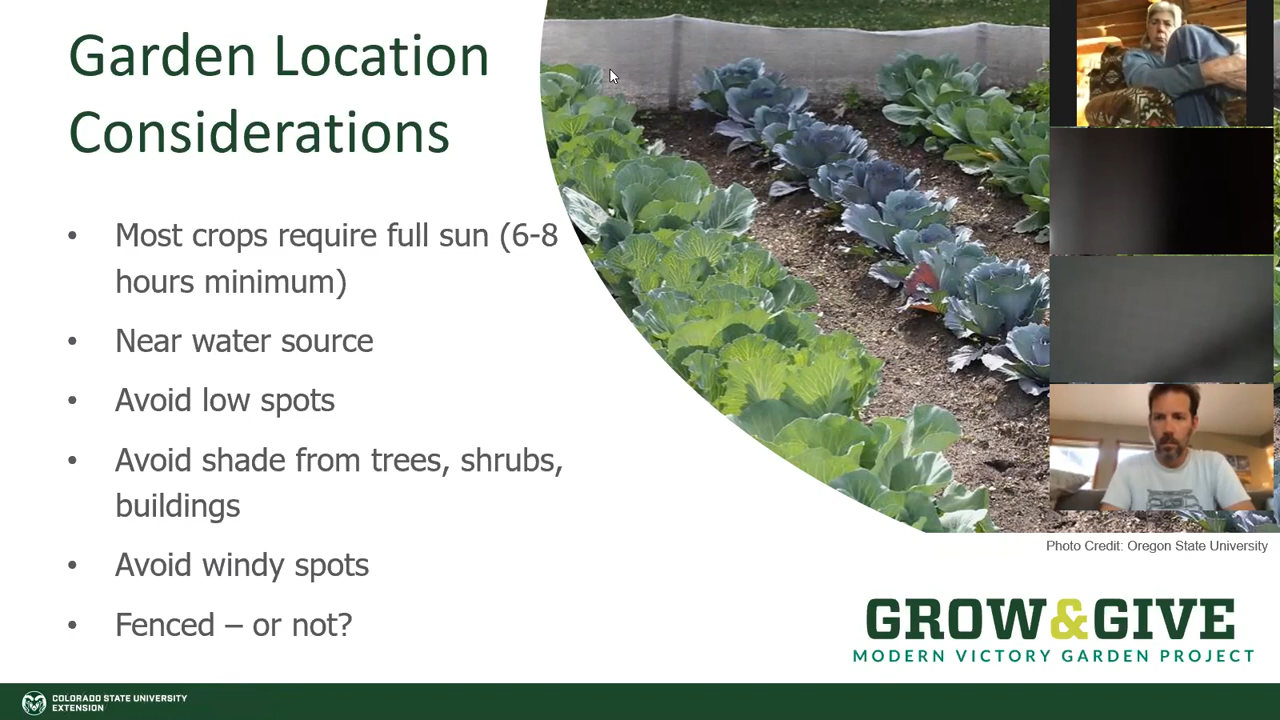 Garden Location
Considerations
• Most crops require full sun (6-8
hours minimum)
• Near water source
• Avoid low spots
• Avoid shade from trees, shrubs,
buildings
• Avoid windy spots
• Fenced – or not?
Photo Credit: Oregon State University
GROW&GIVE
MODERN VICTORY GARDEN PROJECT
COLORADO STATE UNIVERSITY
EXTENSION